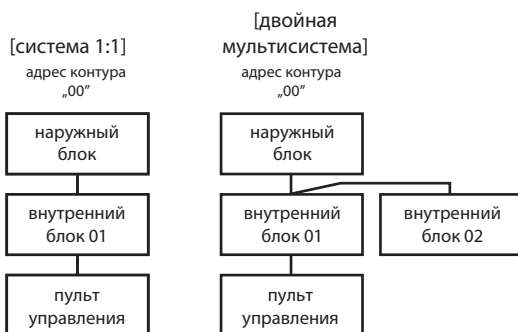 [система 1:1]
адрес контура
„00”
наружный
блок
внутренний
блок 01
пульт
управления
[двойная
мультисистема]
адрес контура
„00”
наружный
блок
внутренний
блок 01
внутренний
блок 02
пульт
управления